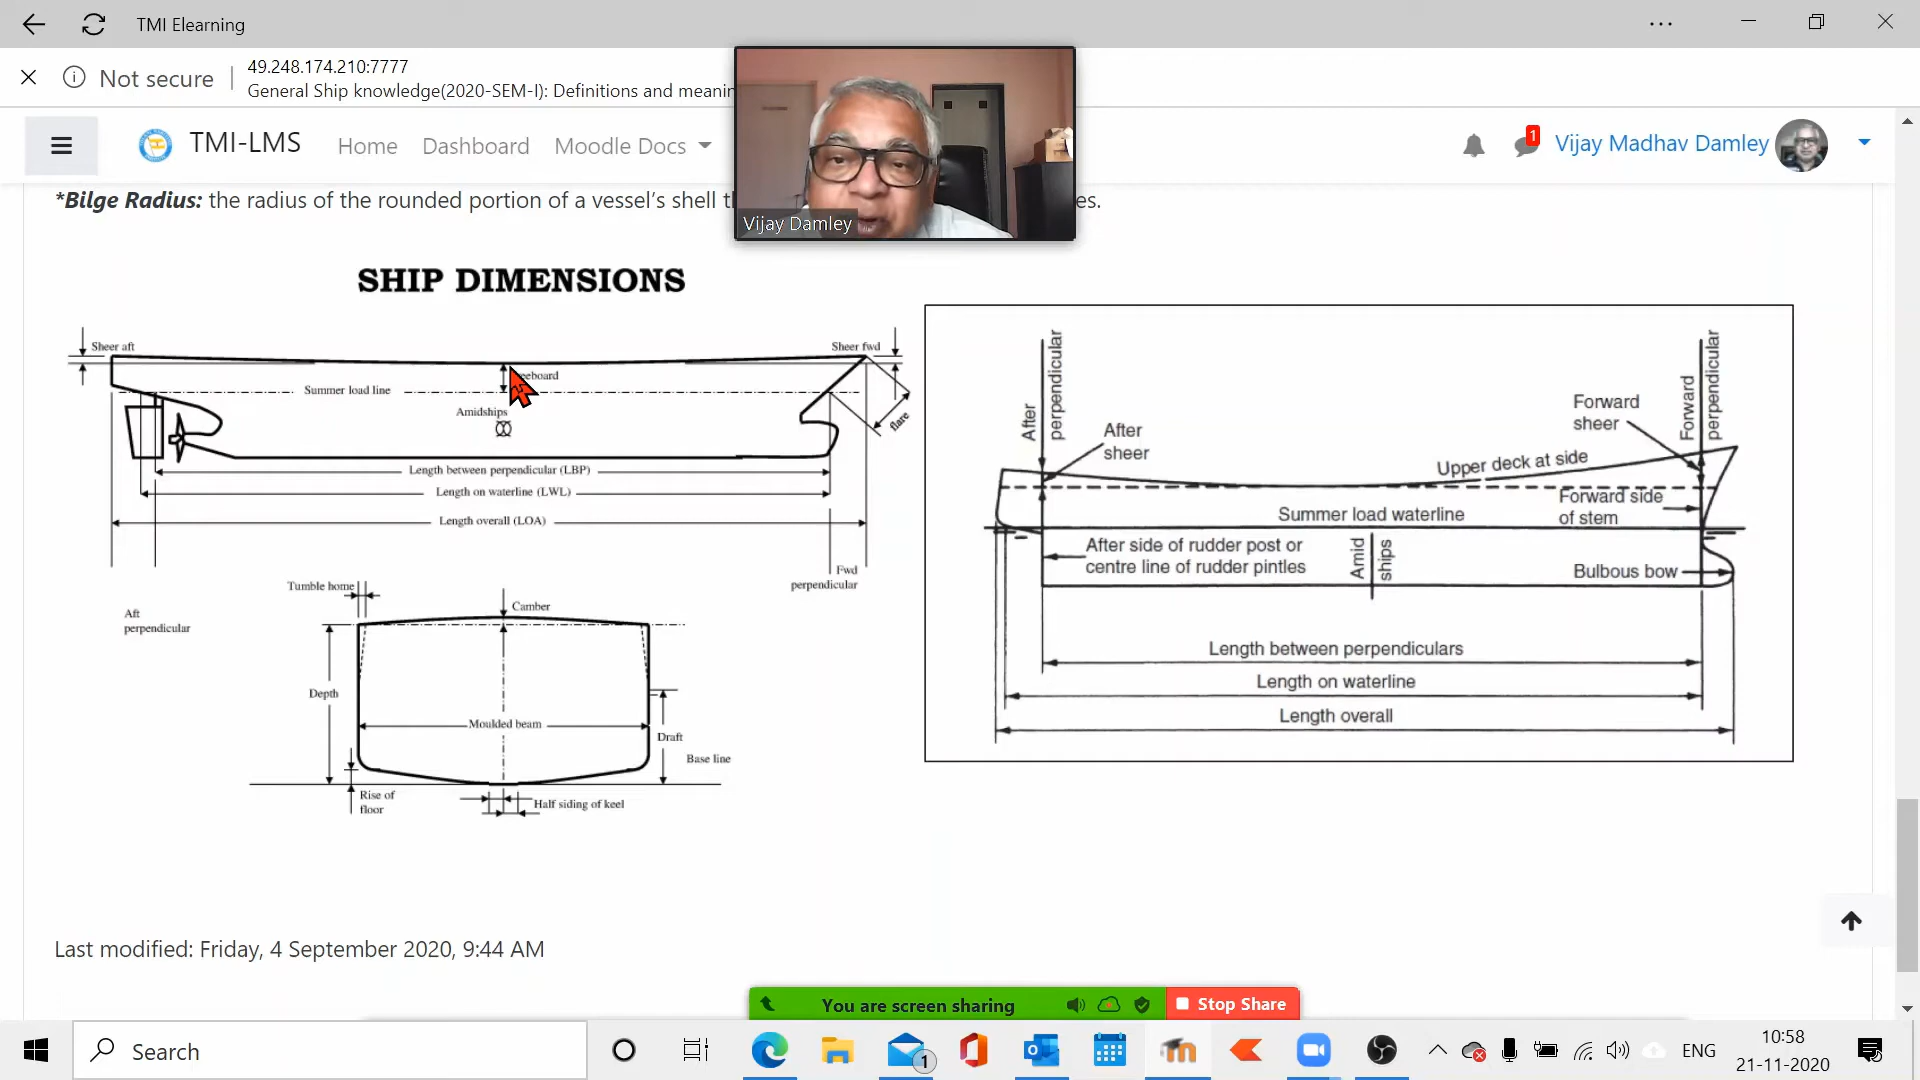 TMI Elearning
Not secure
49.248.174.210:7777
General Ship knowledge(2020-SEM-I): Definitions and
TMI-LMS
Home
Dashboard
Moodle Docs
1
Vijay Madhav Damley
*Bilge Radius: the radius of the rounded portion of a vessel's shell
Vijay Damley
SHIP DIMENSIONS
Sheer aft
Sheer fwd
Summer load line
Amidships
flare
Length between perpendicular (LBP)
Length on waterline (LWL)
Length overall (LOA)
Fwd
perpendicular
Aft
perpendicular
Tumble home
Camber
Depth
Moulded beam
Draft
Base line
Rise of
floor
Half siding of keel
After
perpendicular
After
sheer
Forward
sheer
Forward
perpendicular
Upper deck at side
Forward side
of stem
Summer load waterline
After side of rudder post or
centre line of rudder pintles
Amid
ships
Bulbous bow
Length between perpendiculars
Length on waterline
Length overall
Last modified: Friday, 4 September 2020, 9:44 AM
You are screen sharing
Stop Share
Search
1
ENG
10:58
21-11-2020